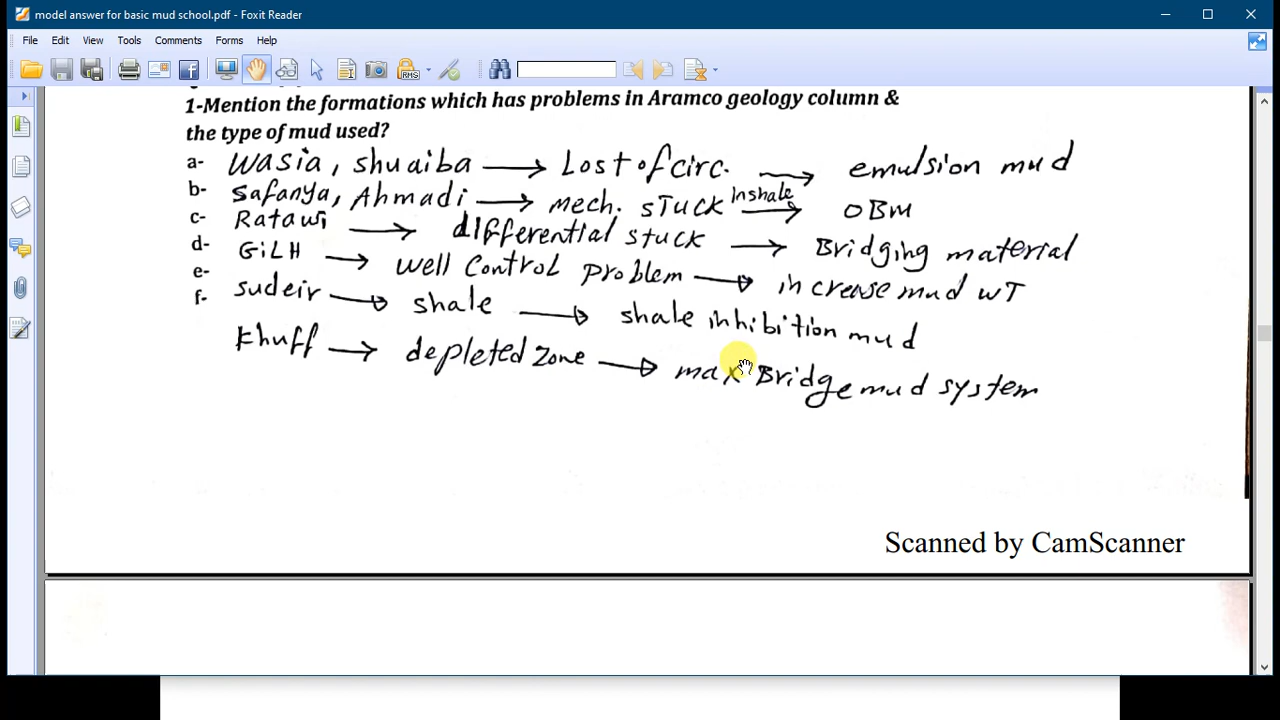 model answer for basic mud school.pdf - Foxit Reader
File Edit View Tools Comments Forms Help
1-Mention the formations which has problems in Aramco geology column &
the type of mud used?
a- Wasia, shuaiba → Lost of circ. → emulsion mud
b- Safanya, Ahmadi → mech. stuck inshale → OBM
c- Ratawi → differential stuck → Bridging material
d- GiLH → well control problem → increase mud wT
e- sudeir → shale → shale inhibition mud
f- Khuff → depleted zone → max Bridge mud system
Scanned by CamScanner